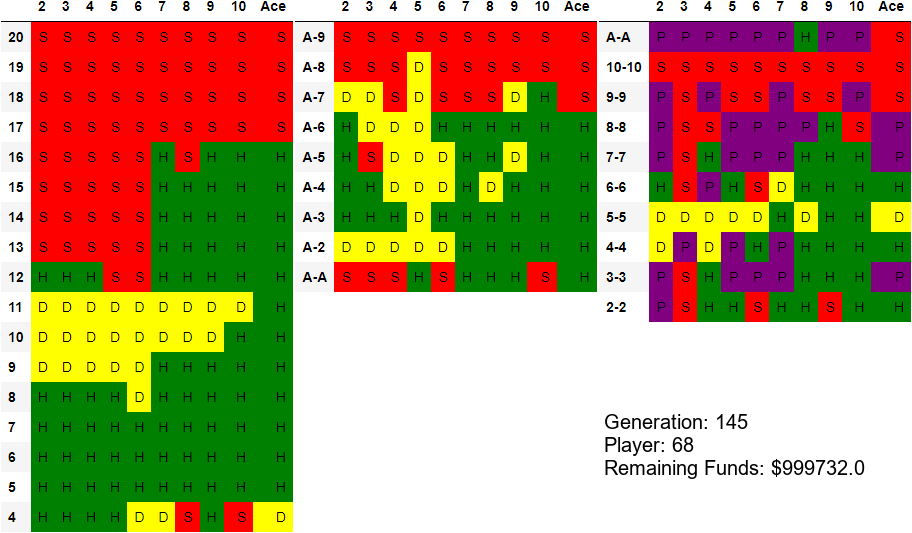 2 3 4 5 6 7 8 9 10 Ace
20 S S S S S S S S S S
19 S S S S S S S S S S
18 S S S S S S S S S S
17 S S S S S S S S S S
16 S S S S S H S H H H
15 S S S S S H H H H H
14 S S S S S H H H H H
13 S S S S S H H H H H
12 H H H S S H H H H H
11 D D D D D D D D D H
10 D D D D D D D D H H
9 D D D D D H H H H H
8 H H H H D H H H H H
7 H H H H H H H H H H
6 H H H H H H H H H H
5 H H H H H H H H H H
4 H H H H D D S H S D
2 3 4 5 6 7 8 9 10 Ace
A-9 S S S S S S S S S S
A-8 S S S D S S S S S S
A-7 D D S D S S S D H S
A-6 H D D D H H H H H H
A-5 H S D D D H H D H H
A-4 H H D D D H D H H H
A-3 H H H D H H H H H H
A-2 D D D D D H H H H H
A-A S S S H S H H H S H
2 3 4 5 6 7 8 9 10 Ace
A-A P P P P P P H P P S
10-10 S S S S S S S S S S
9-9 P S P S S P S S P S
8-8 P S S P P P P H S P
7-7 P S H P P P H H H P
6-6 H S P H S D H H H H
5-5 D D D D D H D H H D
4-4 D P D P H P H H H H
3-3 P S H P P P H H H P
2-2 P S H H S H H S H H
Generation: 145
Player: 68
Remaining Funds: $999732.0